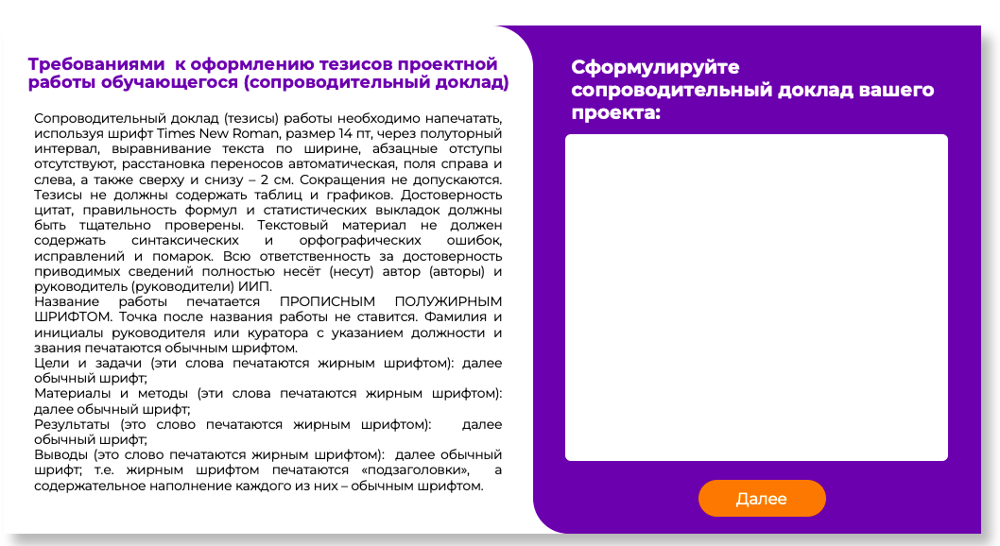 Требованиями к оформлению тезисов проектной
работы обучающегося (сопроводительный доклад)
Сопроводительный доклад (тезисы) работы необходимо напечатать,
используя шрифт Times New Roman, размер 14 пт, через полуторный
интервал, выравнивание текста по ширине, абзацные отступы
отсутствуют, расстановка переносов автоматическая, поля справа и
слева, а также сверху и снизу – 2 см. Сокращения не допускаются.
Тезисы не должны содержать таблиц и графиков. Достоверность
цитат, правильность формул и статистических выкладок должны
быть тщательно проверены. Текстовый материал не должен
содержать синтаксических и орфографических ошибок,
исправлений и помарок. Всю ответственность за достоверность
приводимых сведений полностью несёт (несут) автор (авторы) и
руководитель (руководители) ИИП.
Название работы печатается ПРОПИСНЫМ ПОЛУЖИРНЫМ
ШРИФТОМ. Точка после названия работы не ставится. Фамилия и
инициалы руководителя или куратора с указанием должности и
звания печатаются обычным шрифтом.
Цели и задачи (эти слова печатаются жирным шрифтом): далее
обычный шрифт;
Материалы и методы (эти слова печатаются жирным шрифтом):
далее обычный шрифт;
Результаты (это слово печатаются жирным шрифтом): далее
обычный шрифт;
Выводы (это слово печатаются жирным шрифтом): далее обычный
шрифт; т.е. жирным шрифтом печатаются «подзаголовки», а
содержательное наполнение каждого из них – обычным шрифтом.
Сформулируйте
сопроводительный доклад вашего
проекта:
Далее